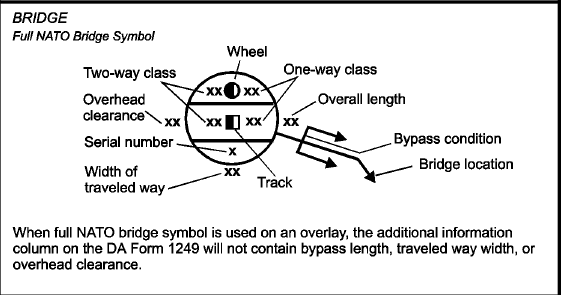 BRIDGE
Full NATO Bridge Symbol
Wheel
Two-way class
One-way class
xx xx
Overhead
clearance
Overall length
xx xx xx xx
Serial number
x
Bypass condition
Bridge location
Width of
traveled way
xx
Track
When full NATO bridge symbol is used on an overlay, the additional information
column on the DA Form 1249 will not contain bypass length, traveled way width, or
overhead clearance.